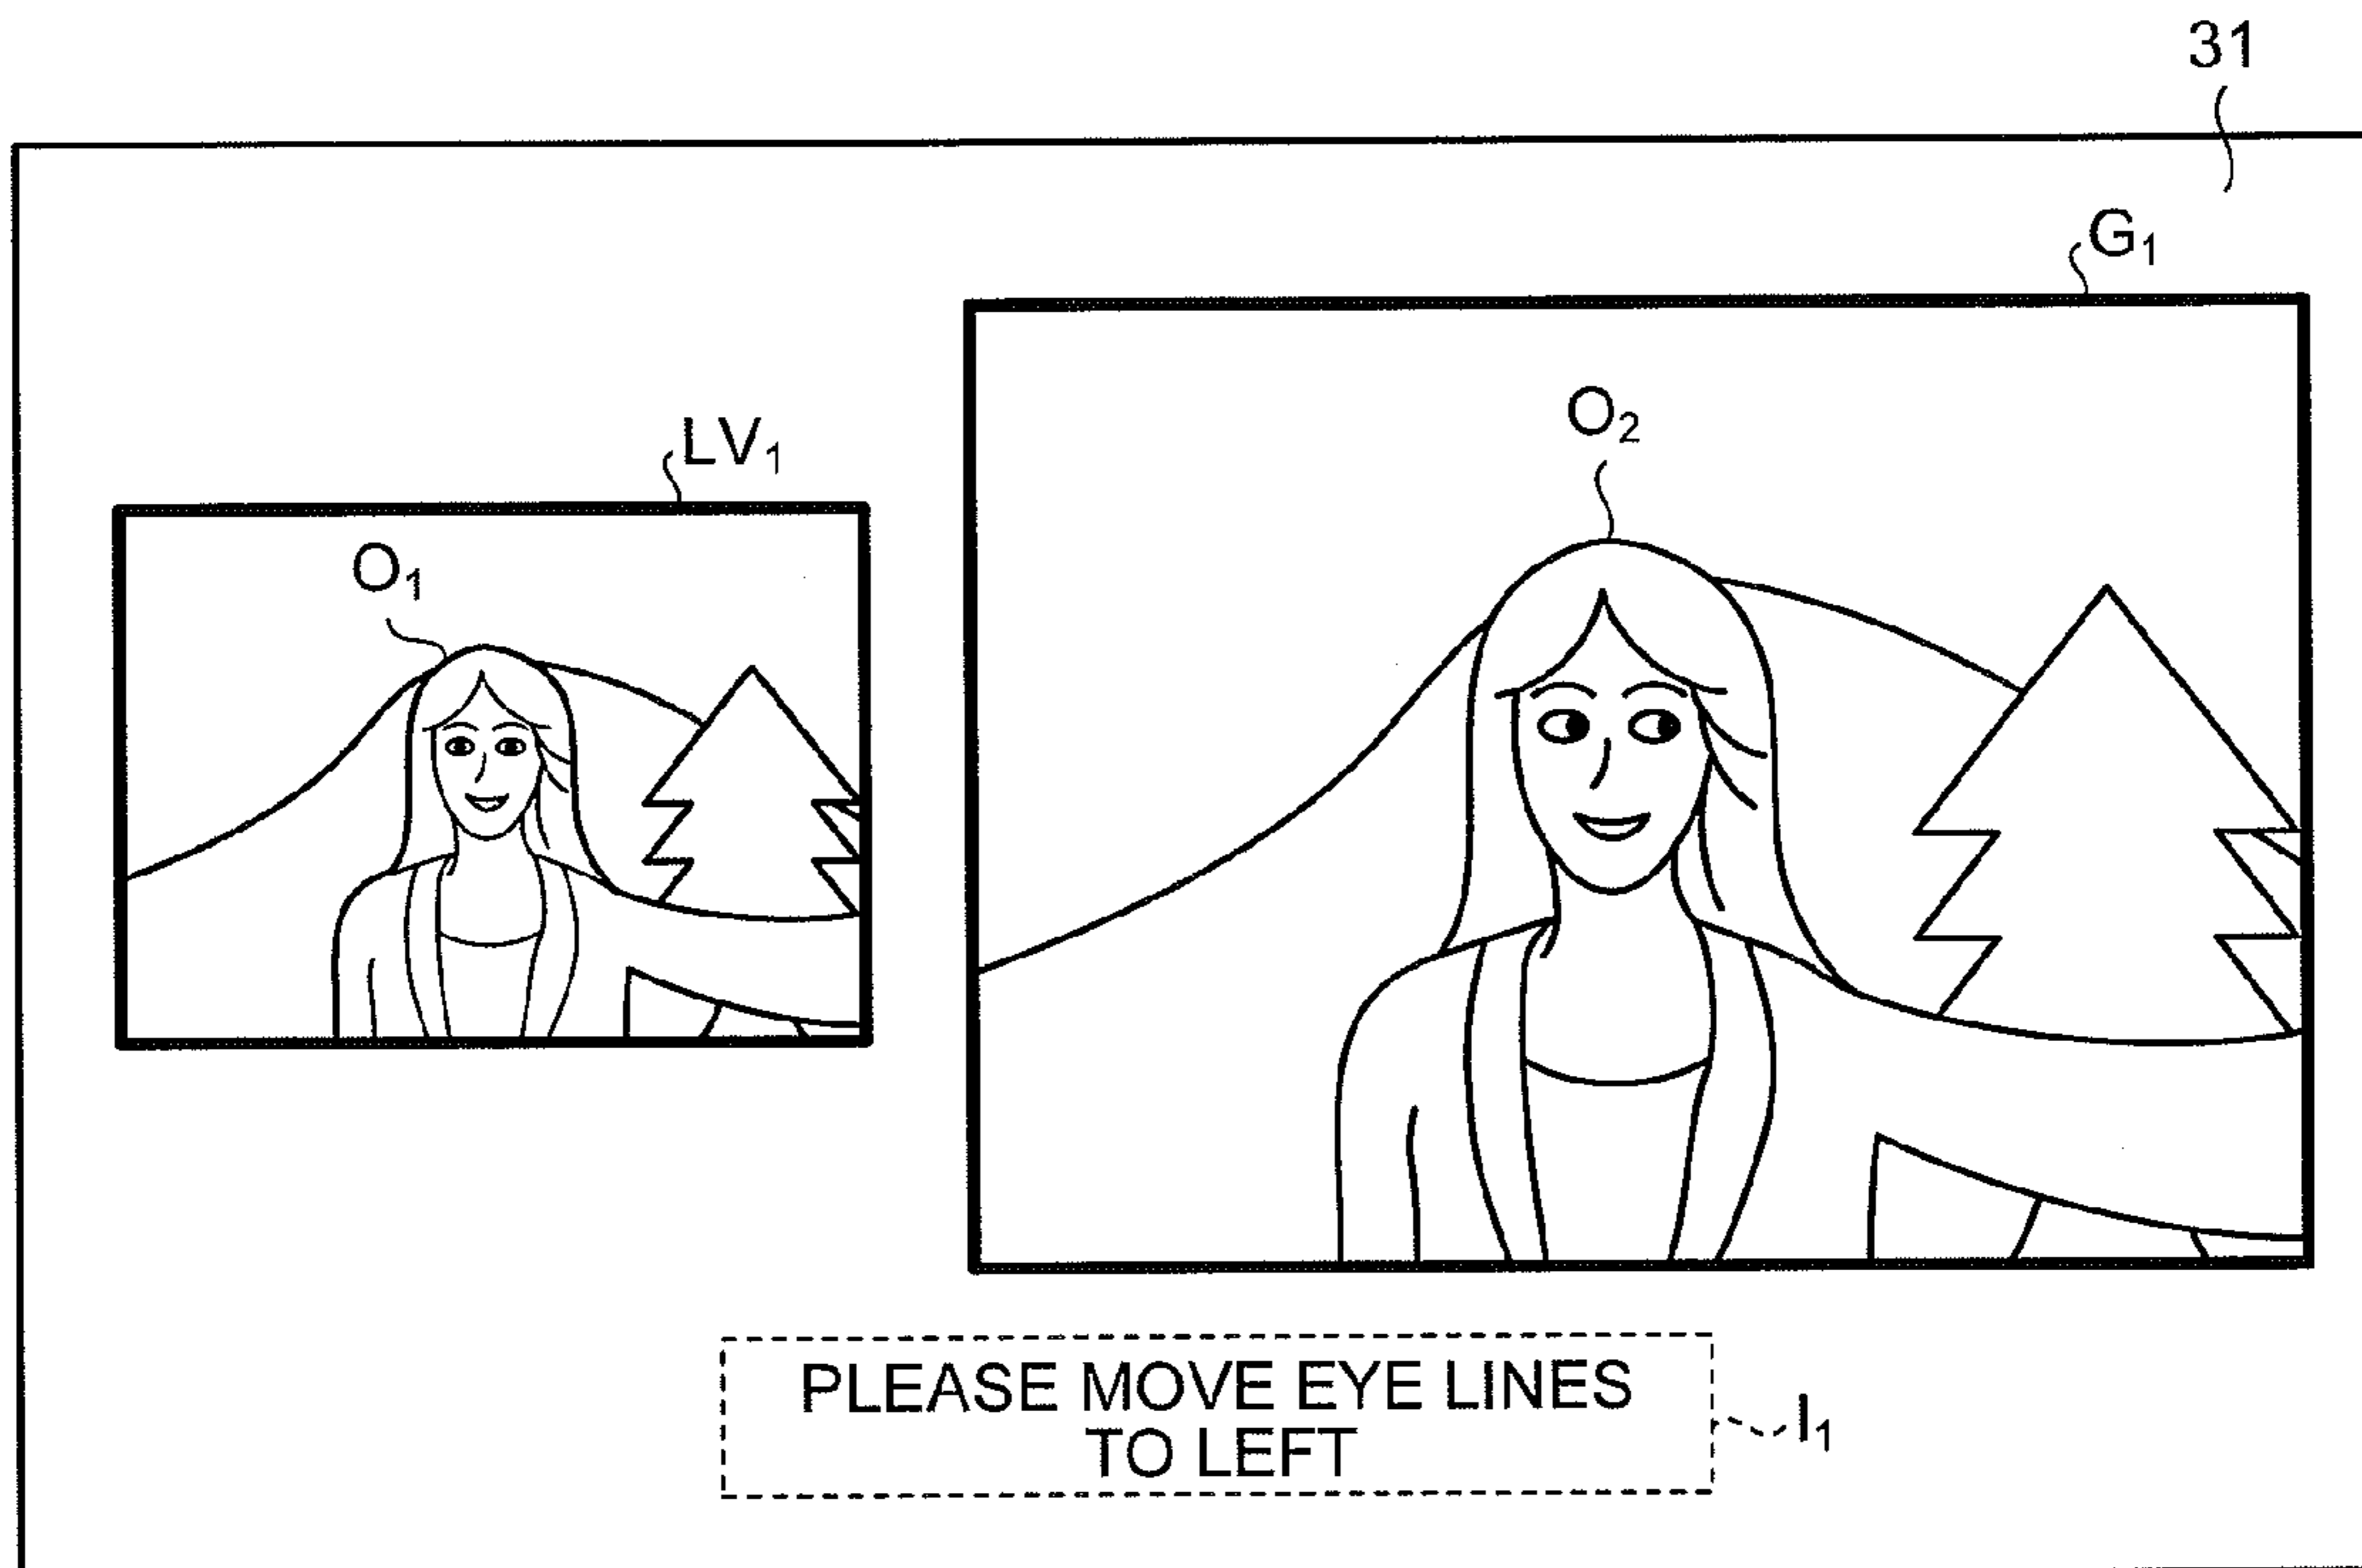 31
G₁
LV₁
O₂
O₁
PLEASE MOVE EYE LINES
TO LEFT
I₁